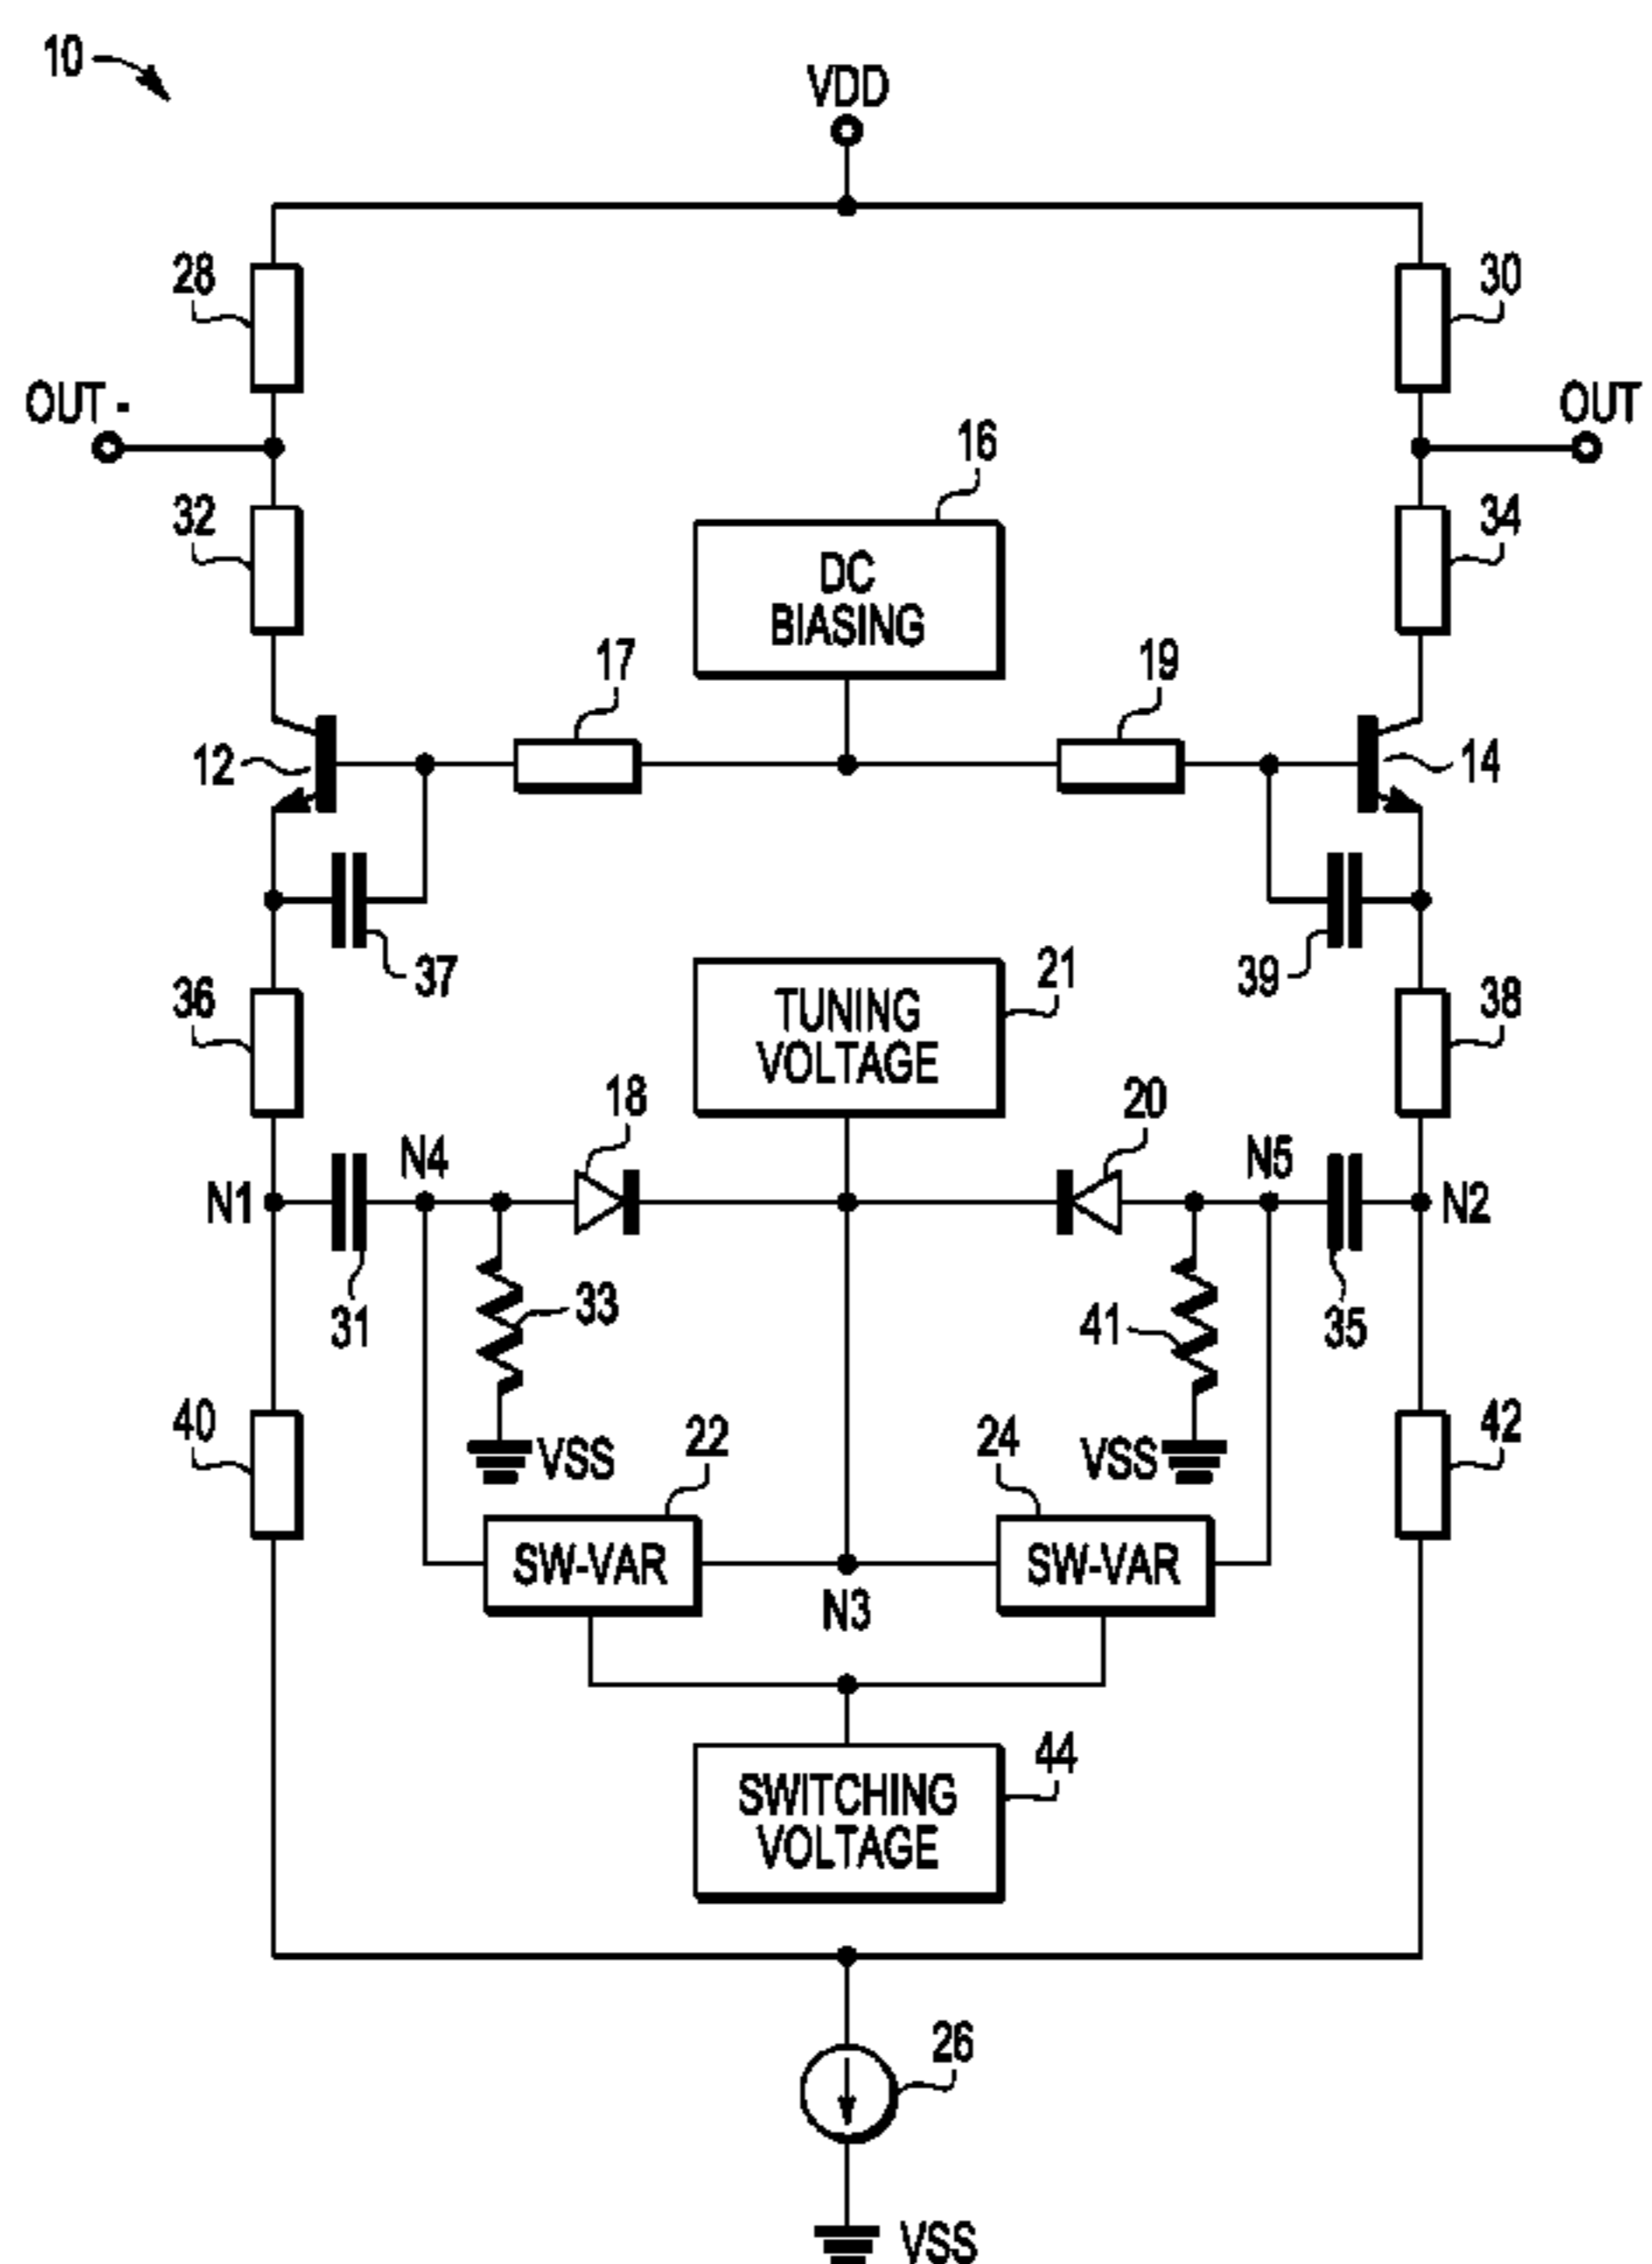 10
VDD
28
30
OUT -
OUT
16
32
34
DC
BIASING
17
19
12
14
37
39
21
36
38
TUNING
VOLTAGE
18
20
N4
N5
N1
N2
31
33
41
35
40
42
VSS
VSS
22
24
SW-VAR
SW-VAR
N3
44
SWITCHING
VOLTAGE
26
VSS